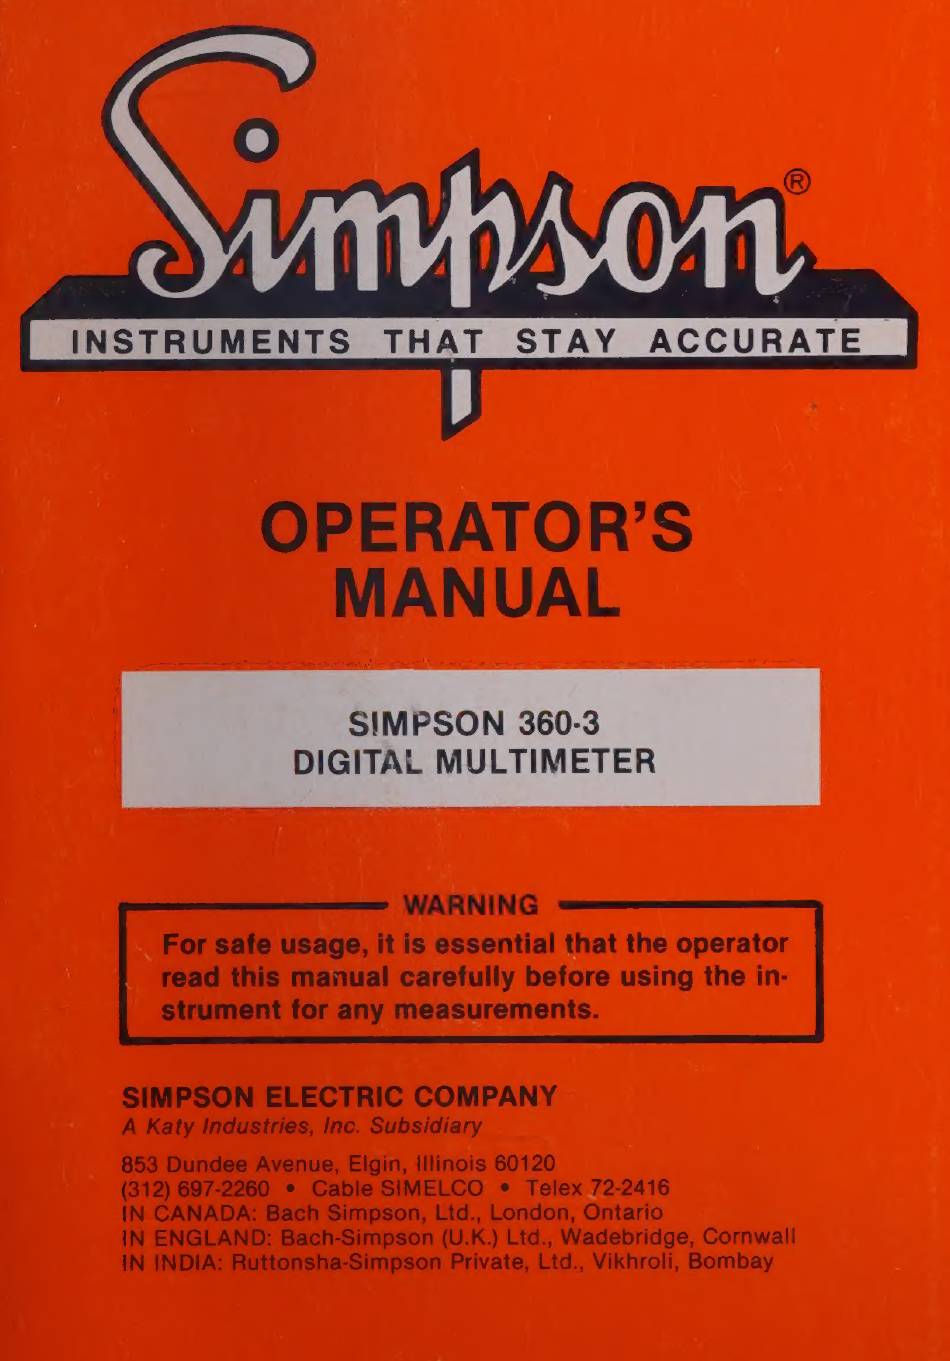 Simpson®
INSTRUMENTS THAT STAY ACCURATE
OPERATOR'S
MANUAL
SIMPSON 360-3
DIGITAL MULTIMETER
WARNING
For safe usage, it is essential that the operator
read this manual carefully before using the in-
strument for any measurements.
SIMPSON ELECTRIC COMPANY
A Katy Industries, Inc. Subsidiary
853 Dundee Avenue, Elgin, Illinois 60120
(312) 697-2260 • Cable SIMELCO • Telex 72-2416
IN CANADA: Bach Simpson, Ltd., London, Ontario
IN ENGLAND: Bach-Simpson (U.K.) Ltd., Wadebridge, Cornwall
IN INDIA: Ruttonsha-Simpson Private, Ltd., Vikhroli, Bombay